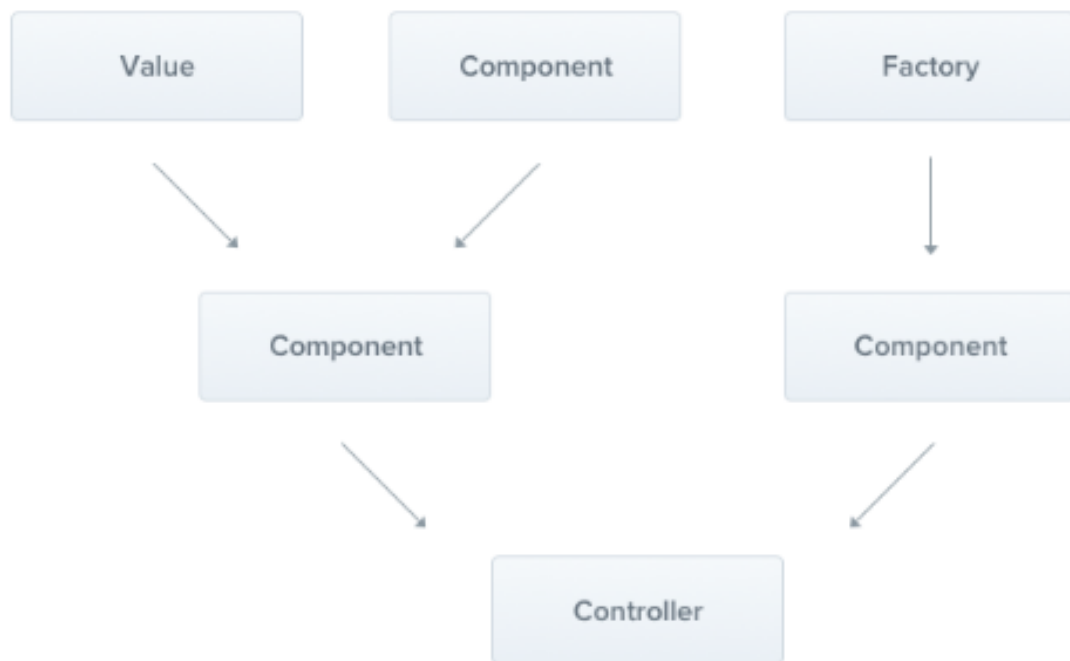 Value
Component
Factory
Component
Component
Controller